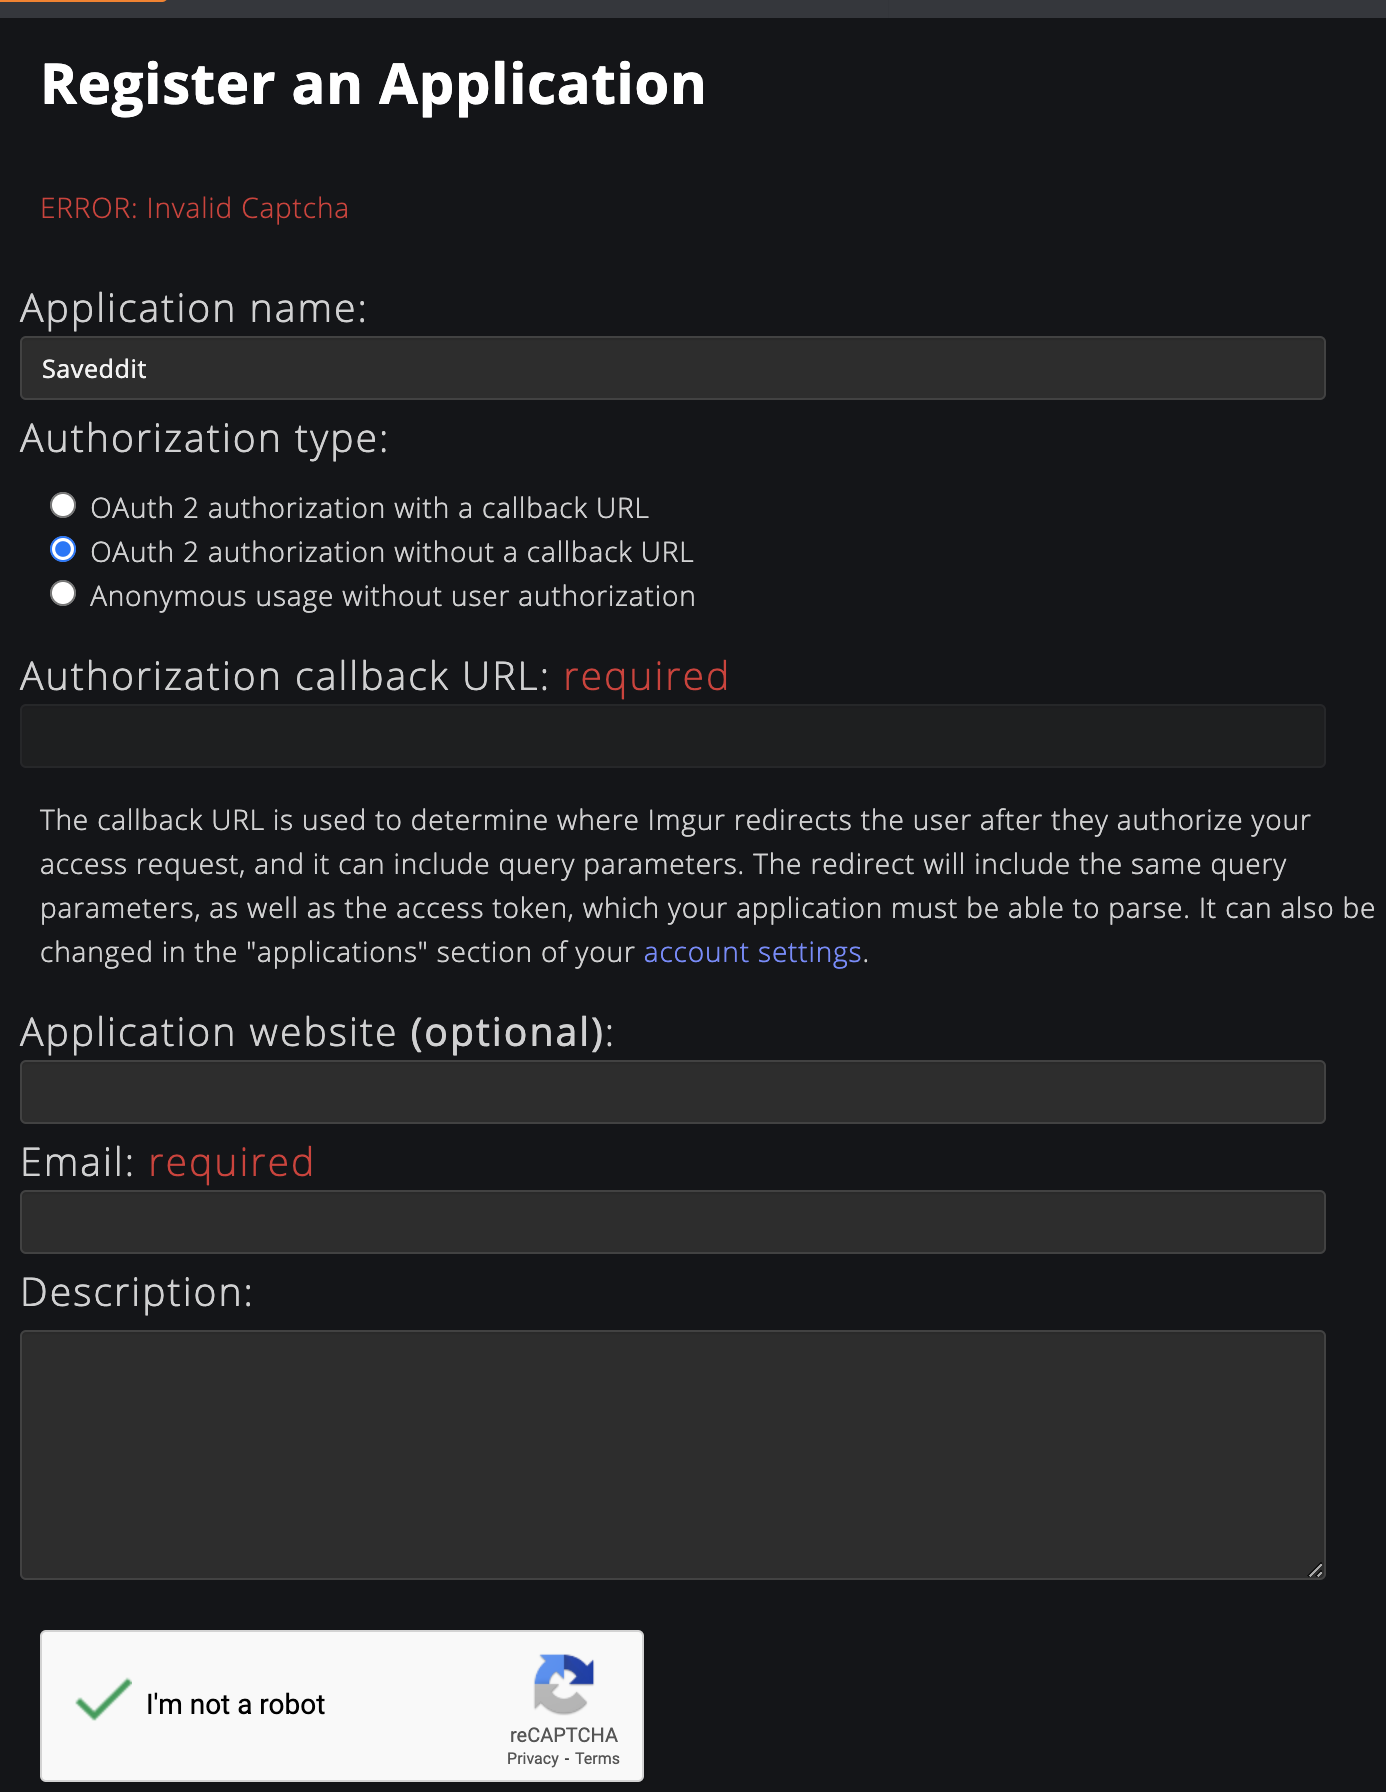 Register an Application
ERROR: Invalid Captcha
Application name:
Saveddit
Authorization type:
OAuth 2 authorization with a callback URL
OAuth 2 authorization without a callback URL
Anonymous usage without user authorization
Authorization callback URL: required
The callback URL is used to determine where Imgur redirects the user after they authorize your
access request, and it can include query parameters. The redirect will include the same query
parameters, as well as the access token, which your application must be able to parse. It can also be
changed in the "applications" section of your account settings.
Application website (optional):
Email: required
Description:
I'm not a robot
reCAPTCHA
Privacy - Terms